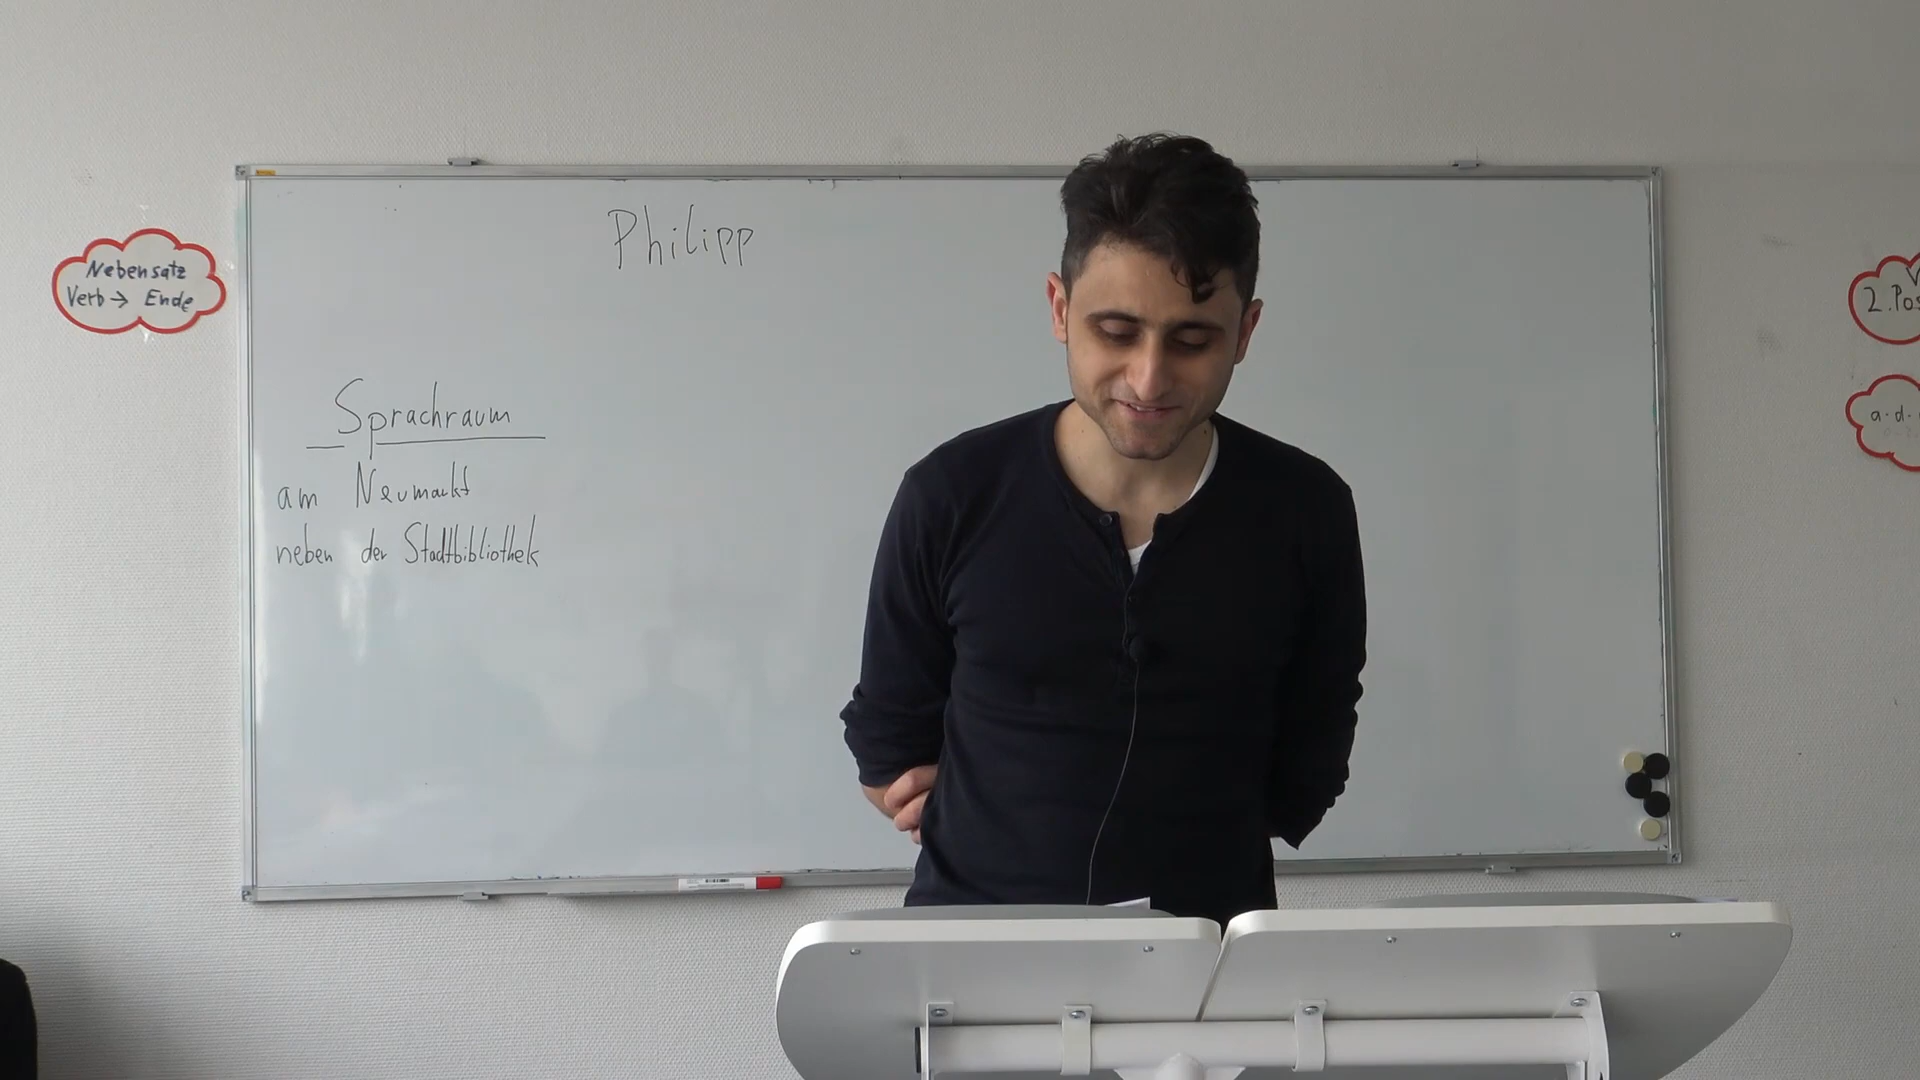 Philipp
Nebensatz
Verb → Ende
Sprachraum
am Neumarkt
neben der Stadtbibliothek
2. Pos
a-d-